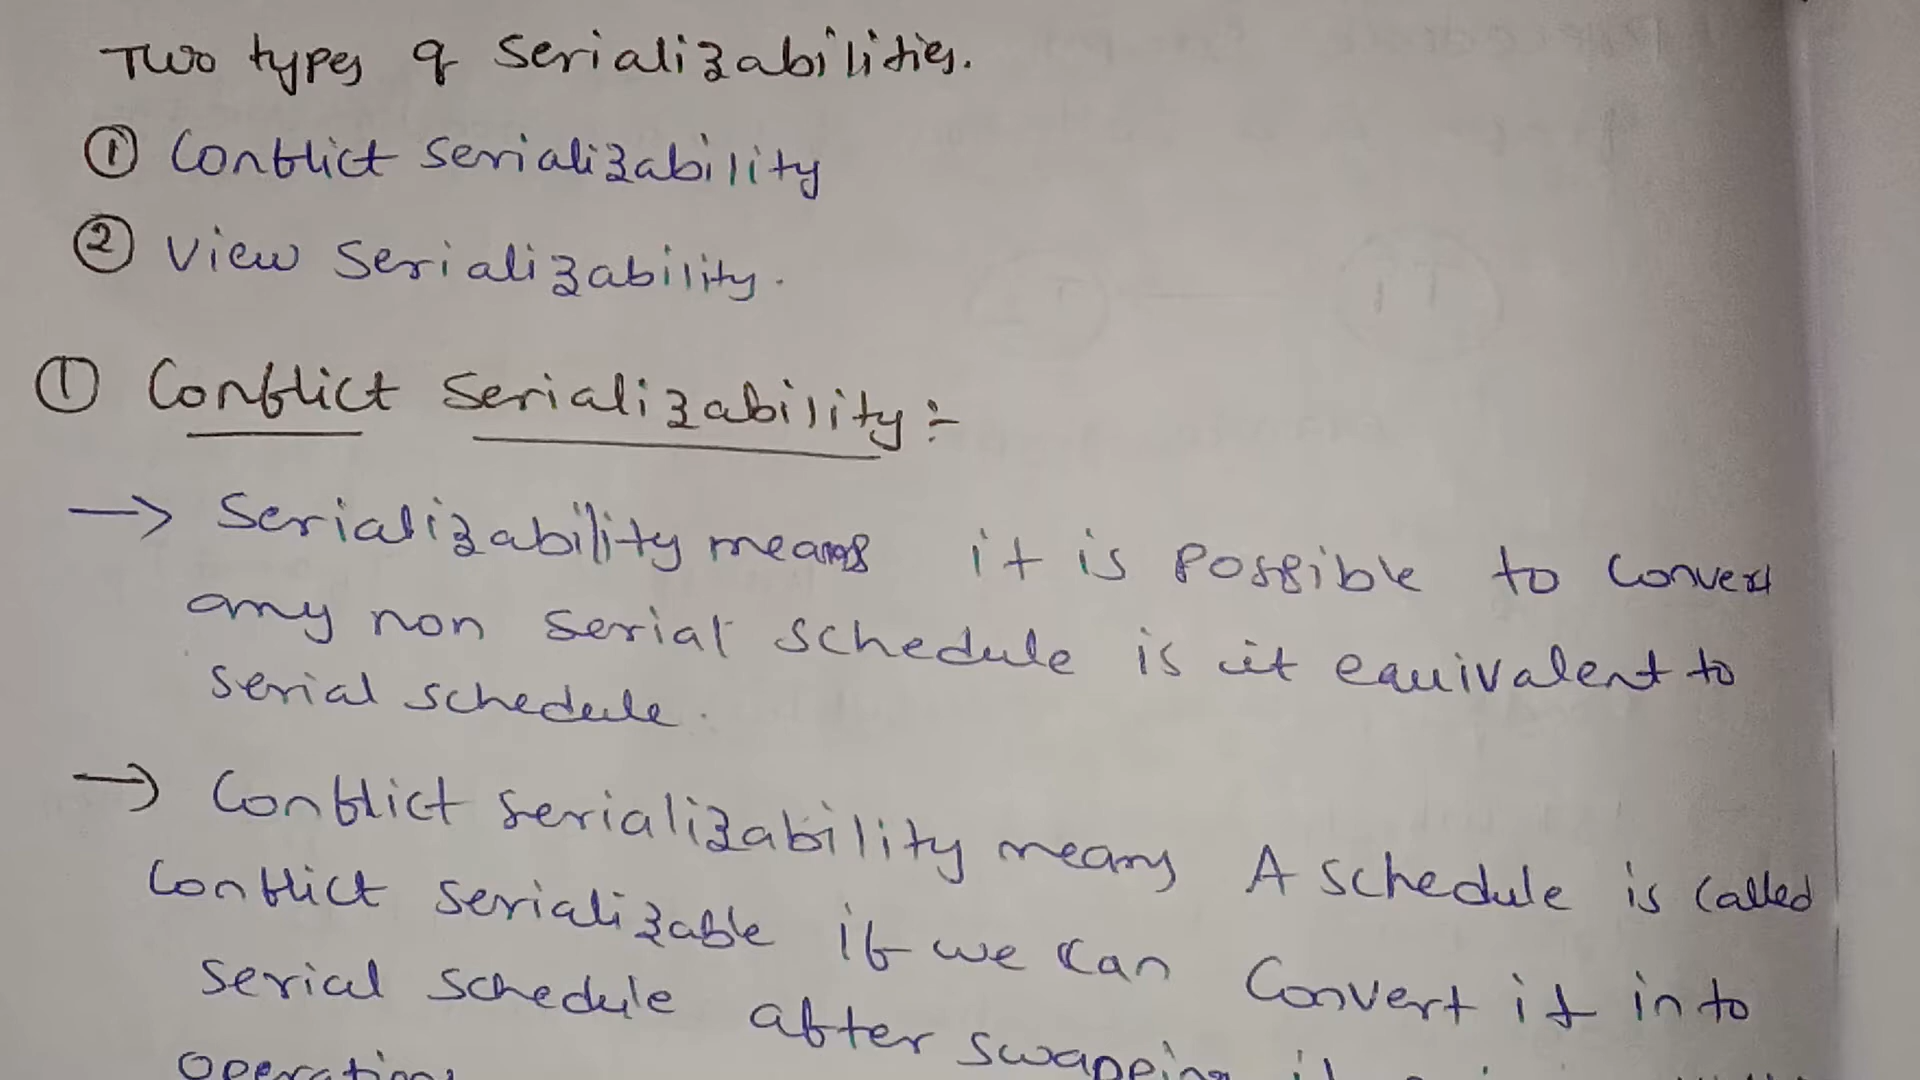 Two types of Serializabilities.
① Conflict Serializability
② View Serializability.
① Conflict Serializability :-
→ Serializability means it is possible to convert
any non serial schedule is it equivalent to
serial schedule.
→ Conflict serializability means A schedule is called
conflict serializable if we can convert it into
serial schedule after swapping
operations